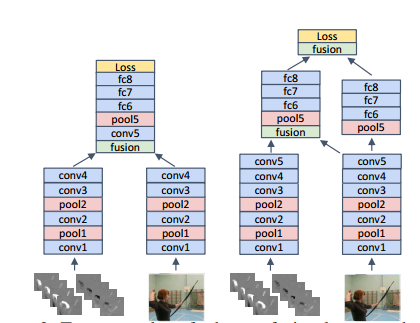 Loss
fc8
fc7
fc6
pool5
conv5
fusion
conv4
conv3
pool2
conv2
pool1
conv1
conv4
conv3
pool2
conv2
pool1
conv1
Loss
fusion
fc8
fc7
fc6
pool5
fusion
fc8
fc7
fc6
pool5
conv5
conv4
conv3
pool2
conv2
pool1
conv1
conv5
conv4
conv3
pool2
conv2
pool1
conv1